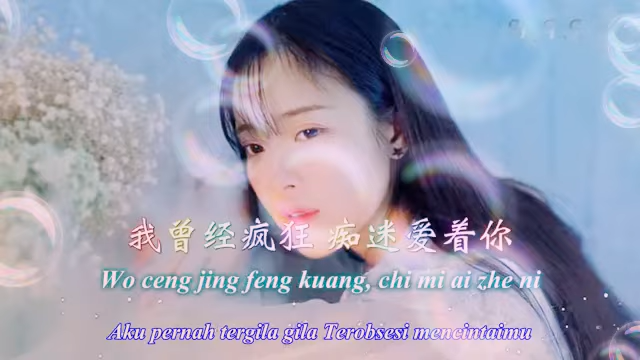 我曾经疯狂 痴迷爱着你
Wo ceng jing feng kuang, chi mi ai zhe ni
Aku pernah tergila gila Terobsesi mencintaimu